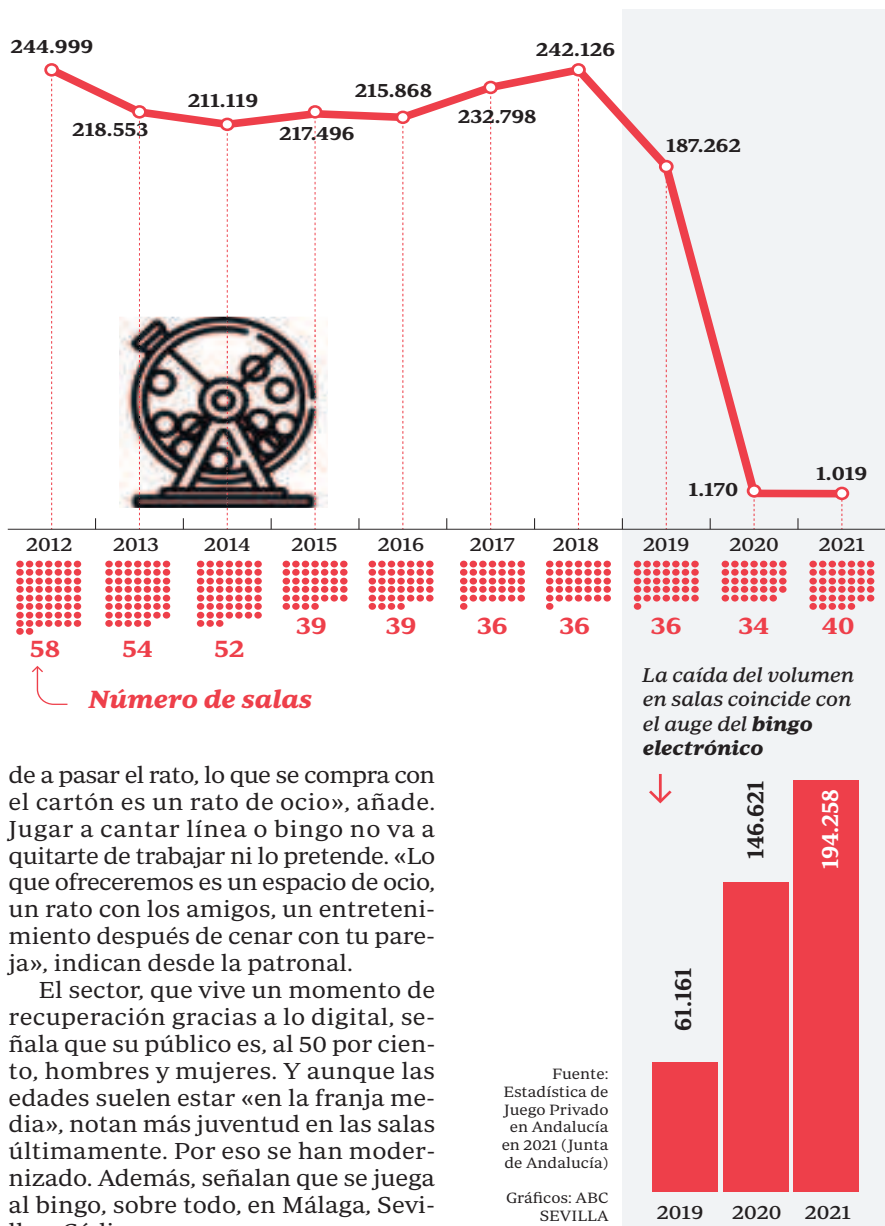 244.999
218.553
211.119
217.496
215.868
232.798
242.126
187.262
1.170
1.019
2012 2013 2014 2015 2016 2017 2018 2019 2020 2021
58 54 52 39 39 36 36 36 34 40
Número de salas
La caída del volumen
en salas coincide con
el auge del bingo
electrónico
de a pasar el rato, lo que se compra con
el cartón es un rato de ocio», añade.
Jugar a cantar línea o bingo no va a
quitarte de trabajar ni lo pretende. «Lo
que ofreceremos es un espacio de ocio,
un rato con los amigos, un entreteni-
miento después de cenar con tu pare-
ja», indican desde la patronal.
El sector, que vive un momento de
recuperación gracias a lo digital, se-
ñala que su público es, al 50 por cien-
to, hombres y mujeres. Y aunque las
edades suelen estar «en la franja me-
dia», notan más juventud en las salas
últimamente. Por eso se han moder-
nizado. Además, señalan que se juega
al bingo, sobre todo, en Málaga, Sevi-
61.161
146.621
194.258
2019 2020 2021
Fuente:
Estadística de
Juego Privado
en Andalucía
en 2021 (Junta
de Andalucía)
Gráficos: ABC
SEVILLA